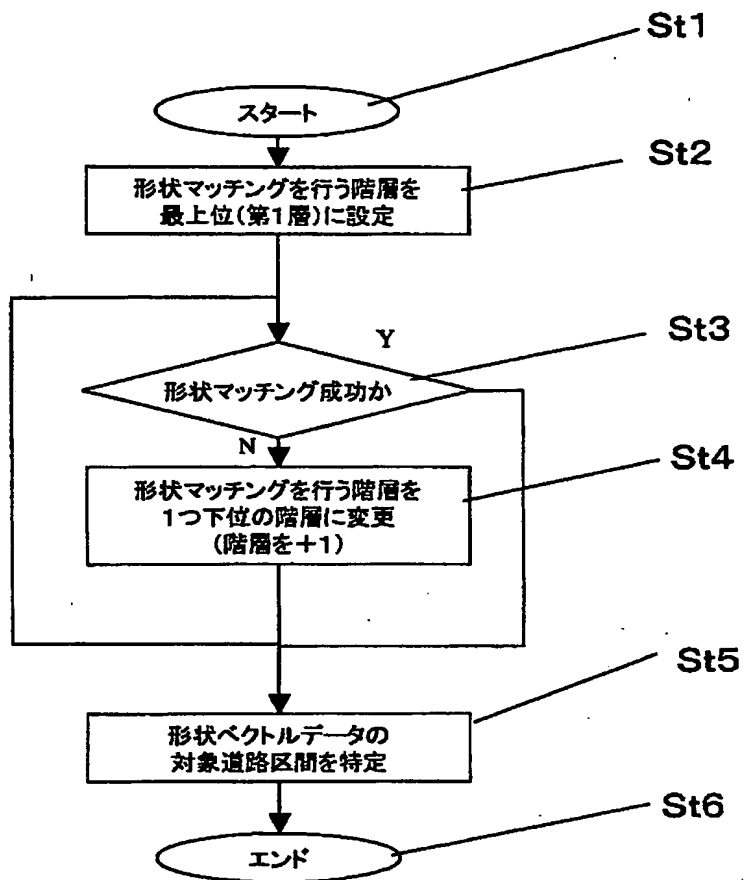 St1
スタート
St2
形状マッチングを行う階層を
最上位(第1層)に設定
Y
St3
形状マッチング成功か
N
St4
形状マッチングを行う階層を
1つ下位の階層に変更
(階層を+1)
St5
形状ベクトルデータの
対象道路区間を特定
St6
エンド